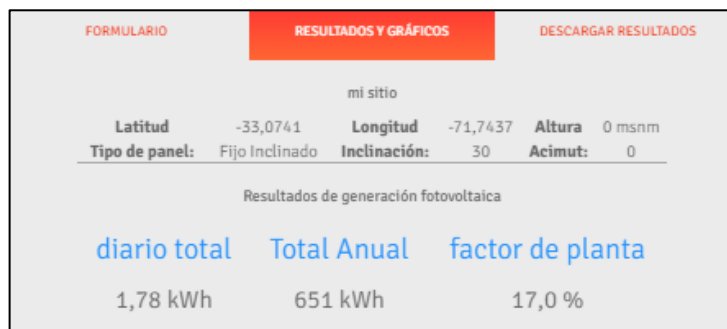 FORMULARIO RESULTADOS Y GRÁFICOS DESCARGAR RESULTADOS
mi sitio
Latitud -33,0741 Longitud -71,7437 Altura 0 msnm
Tipo de panel: Fijo Inclinado Inclinación: 30 Acimut: 0
Resultados de generación fotovoltaica
diario total Total Anual factor de planta
1,78 kWh 651 kWh 17,0 %